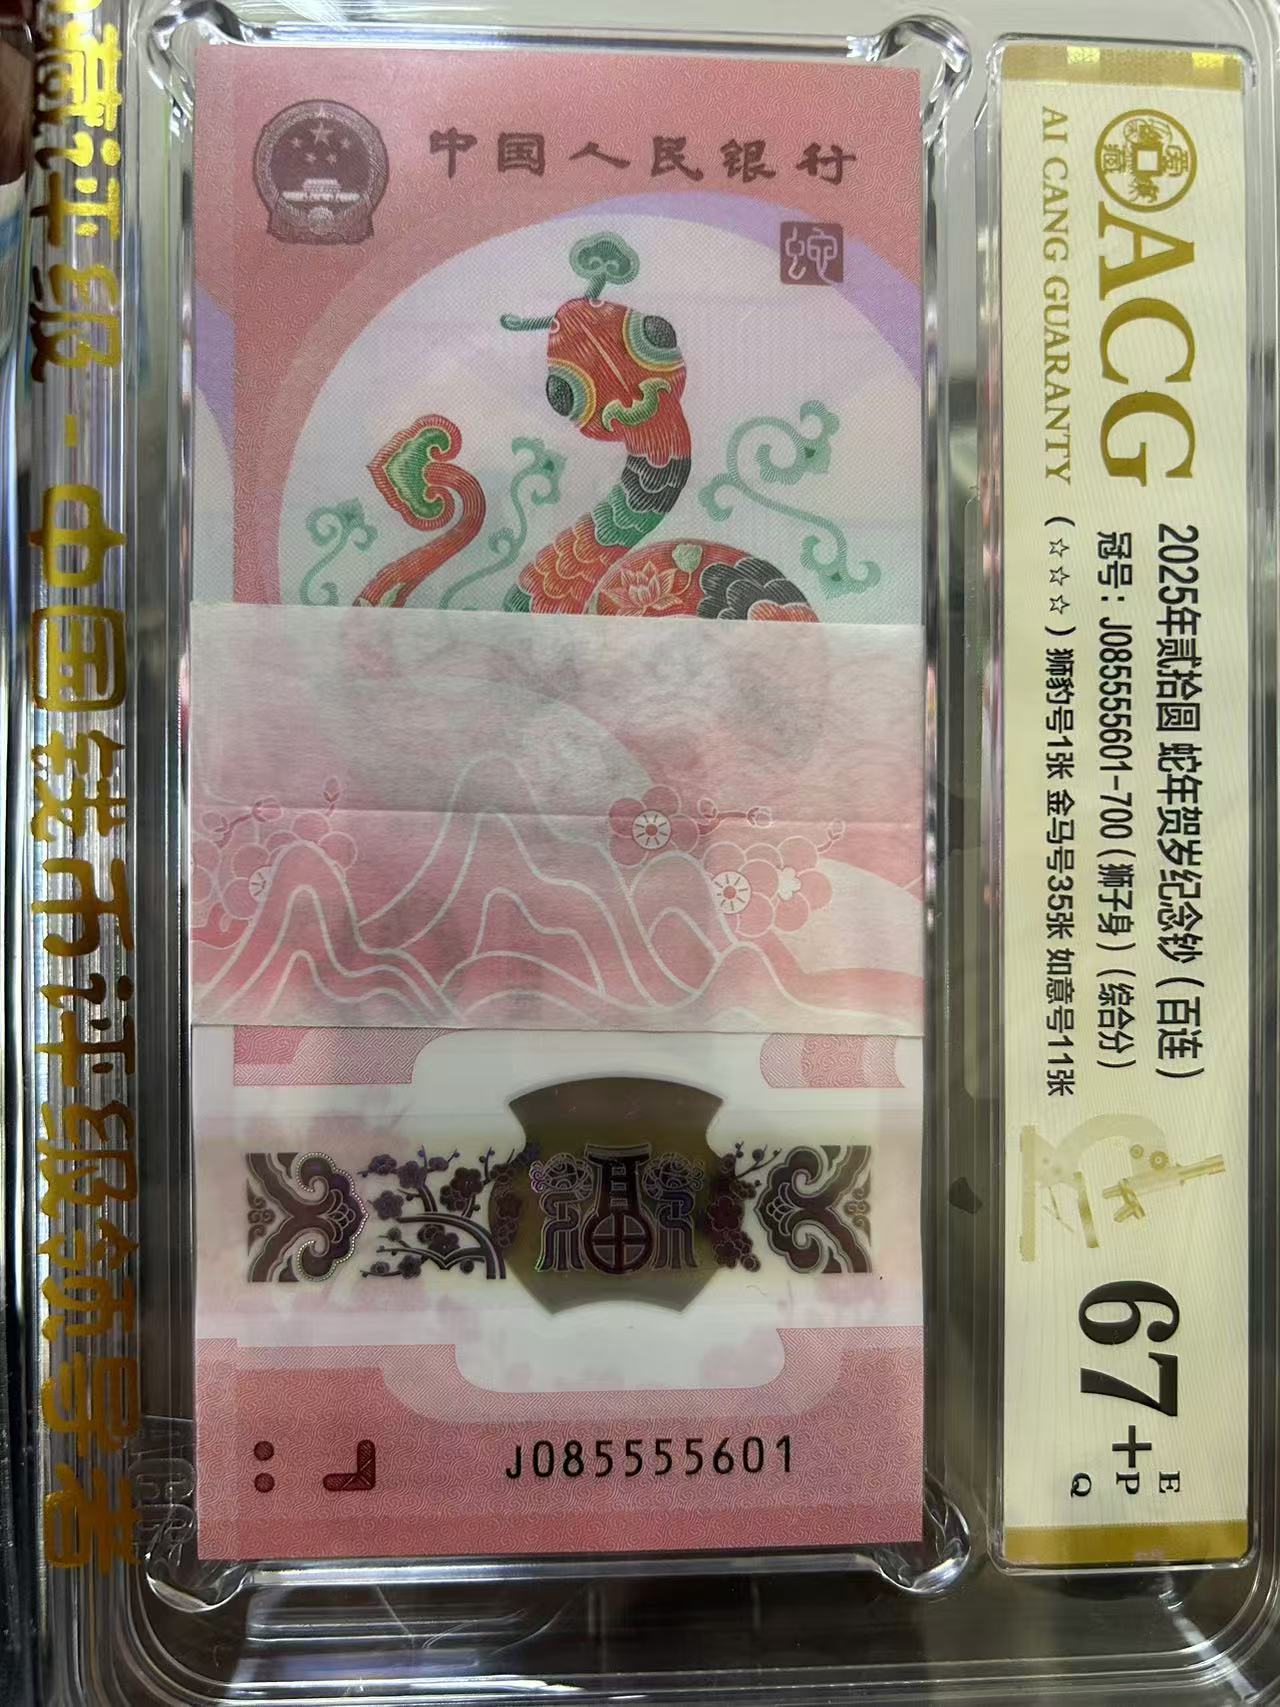 藏评级-中国钱币评级领导者
中国人民银行
蛇
J085555601
ACG
AI CANG GUARANTY
2025年贰拾圆 蛇年贺岁纪念钞(百连)
冠号:J085555601-700(狮子身)(综合分)
(☆☆☆)狮豹号1张 金马号35张 如意号11张
67+
E
P
Q